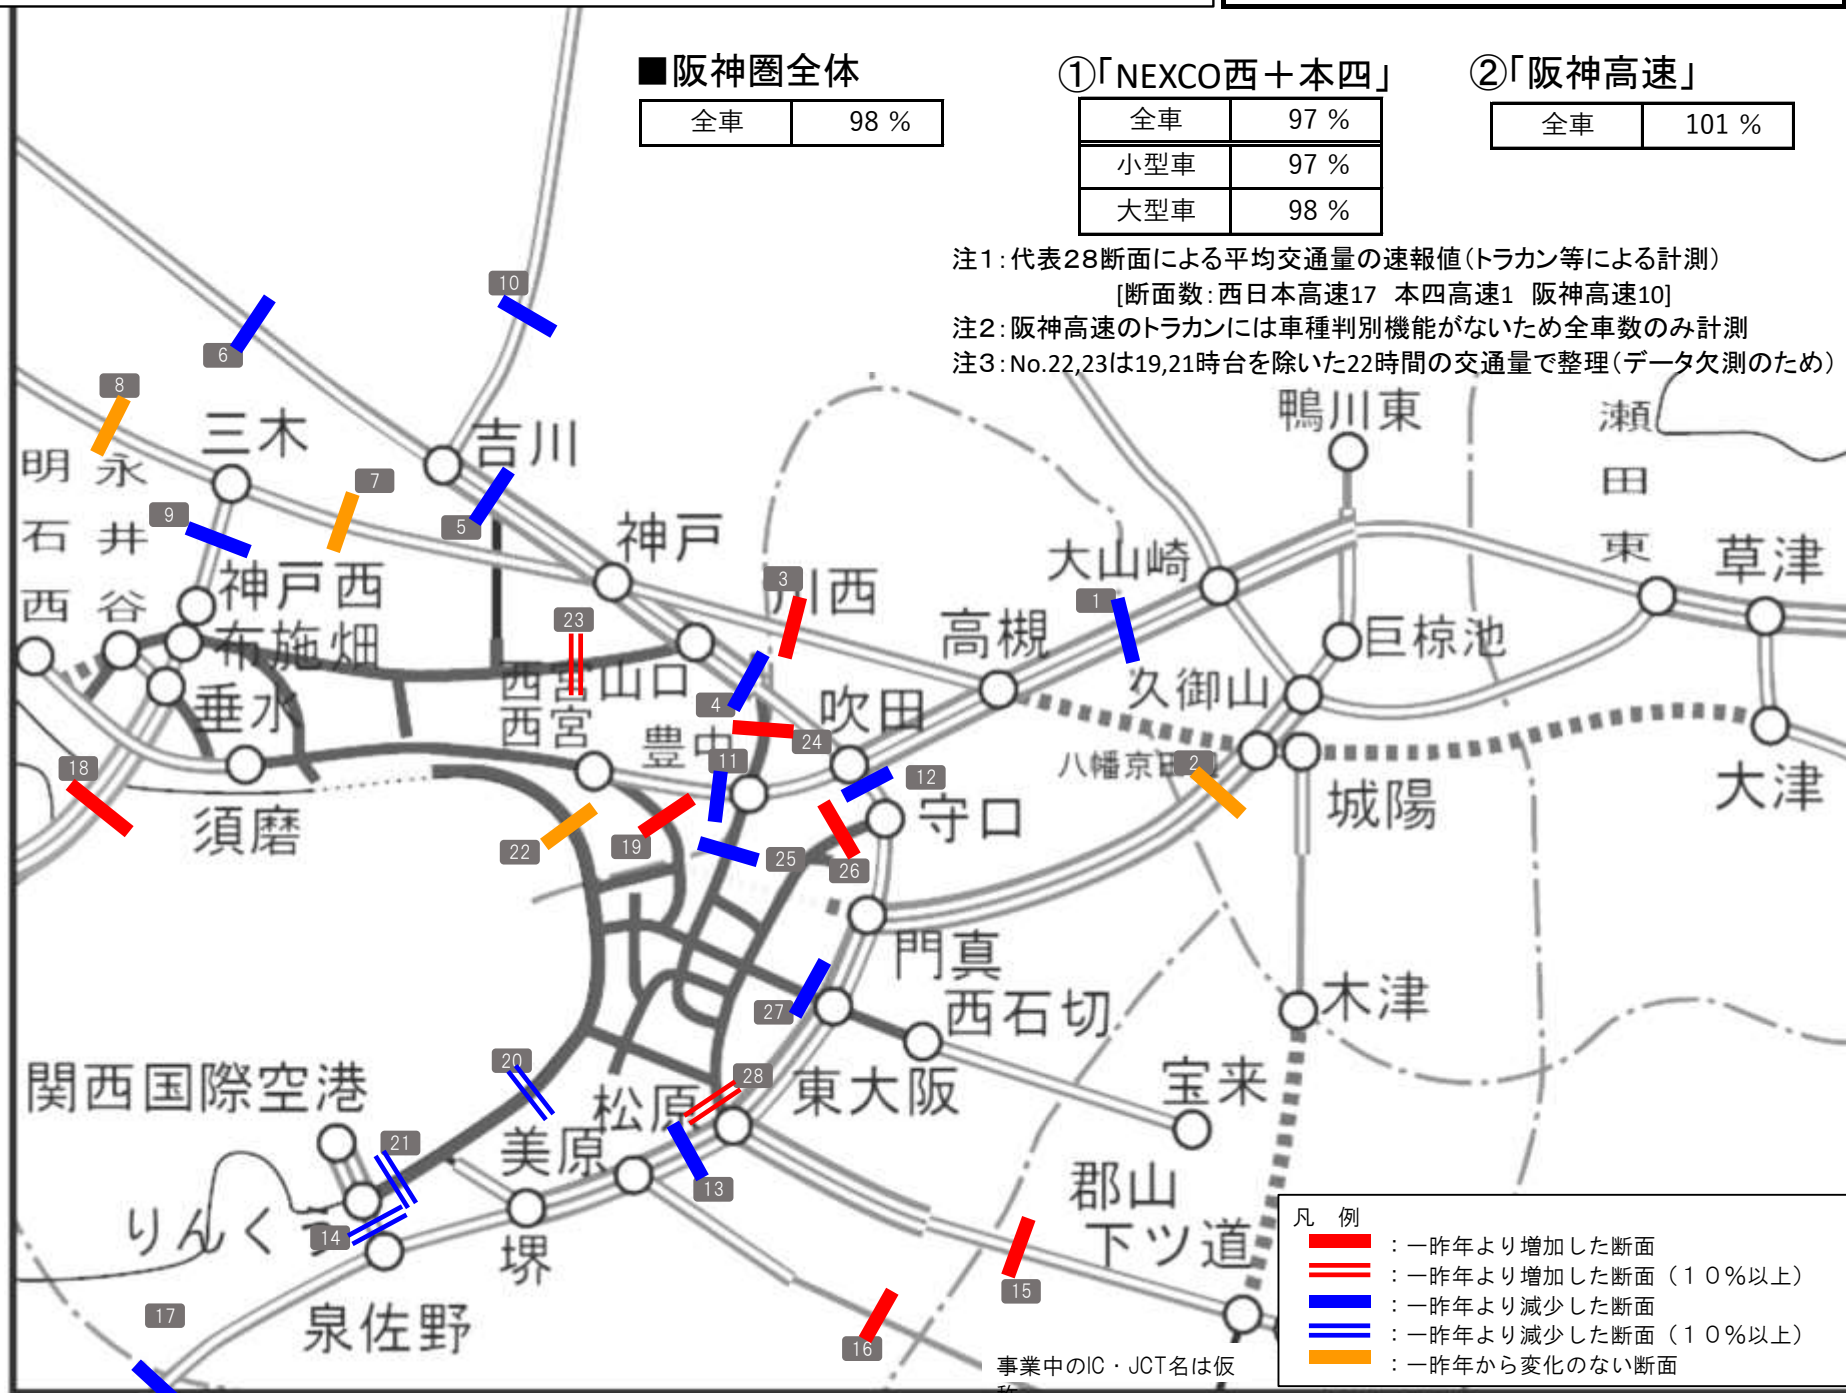 ■阪神圏全体
全車 98 %
①「NEXCO西＋本四」
全車 97 %
小型車 97 %
大型車 98 %
②「阪神高速」
全車 101 %
注1：代表28断面による平均交通量の速報値（トラカン等による計測）
[断面数：西日本高速17 本四高速1 阪神高速10]
注2：阪神高速のトラカンには車種判別機能がないため全車数のみ計測
注3：No.22,23は19,21時台を除いた22時間の交通量で整理（データ欠測のため）
10
6
8
三木
吉川
鴨川東
瀬田東
明石西
永井谷
7
9
5
神戸
大山崎
草津
神戸西
3
川西
1
高槻
布施畑
23
巨椋池
西宮山口
久御山
垂水
4
吹田
西宮
豊中
24
11
12
八幡京田
2
18
城陽
大津
須磨
守口
22
19
25
26
門真
27
西石切
木津
20
関西国際空港
28
松原
東大阪
宝来
21
美原
13
郡山
下ツ道
りんくう
14
堺
15
17
泉佐野
16
事業中のIC・JCT名は仮
凡 例
：一昨年より増加した断面
：一昨年より増加した断面（１０％以上）
：一昨年より減少した断面
：一昨年より減少した断面（１０％以上）
：一昨年から変化のない断面